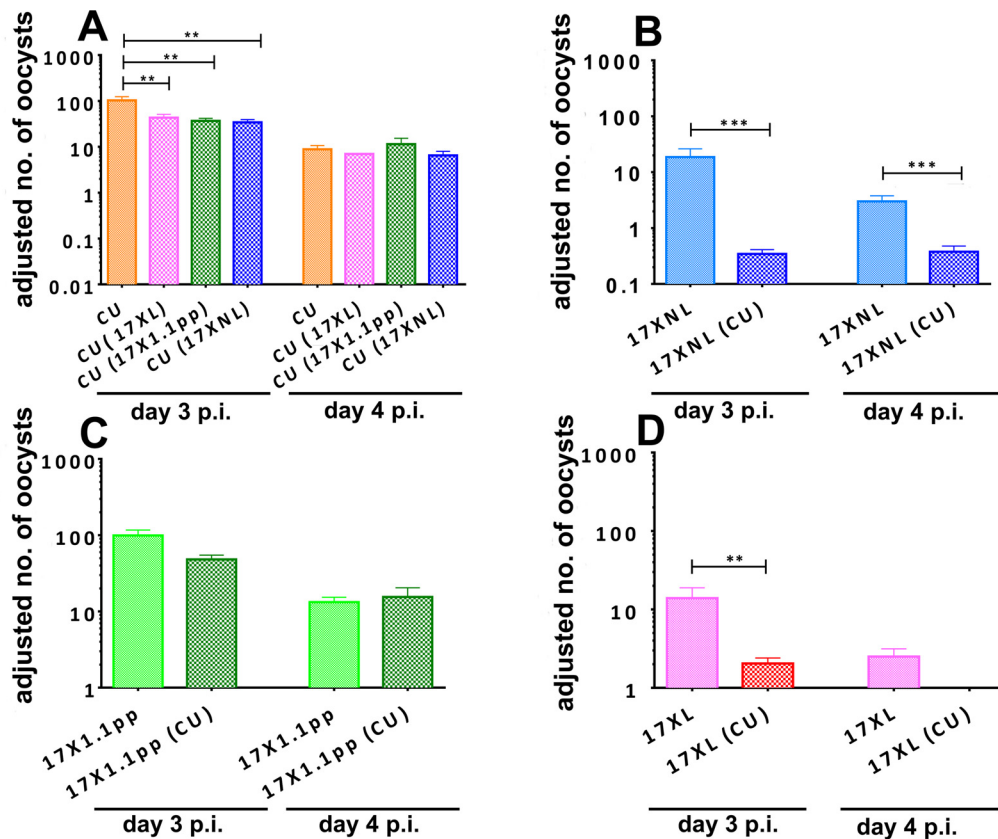 A
adjusted no. of oocysts
1000
100
10
1
0.1
0.01
**
**
**
CU
CU( 17XL)
CU (17X1.1pp)
CU (17XNL)
CU
CU (17XL)
CU (17X1.1pp)
CU (17XNL)
day 3 p.i.
day 4 p.i.
B
adjusted no. of oocysts
1000
100
10
1
0.1
***
***
17XNL
17XNL (CU)
17XNL
17XNL (CU)
day 3 p.i.
day 4 p.i.
C
adjusted no. of oocysts
1000
100
10
1
17X1.1pp
17X1.1pp (CU)
17X1.1pp
17X1.1pp (CU)
day 3 p.i.
day 4 p.i.
D
adjusted no. of oocysts
1000
100
10
1
**
17XL
17XL (CU)
17XL
17XL (CU)
day 3 p.i.
day 4 p.i.